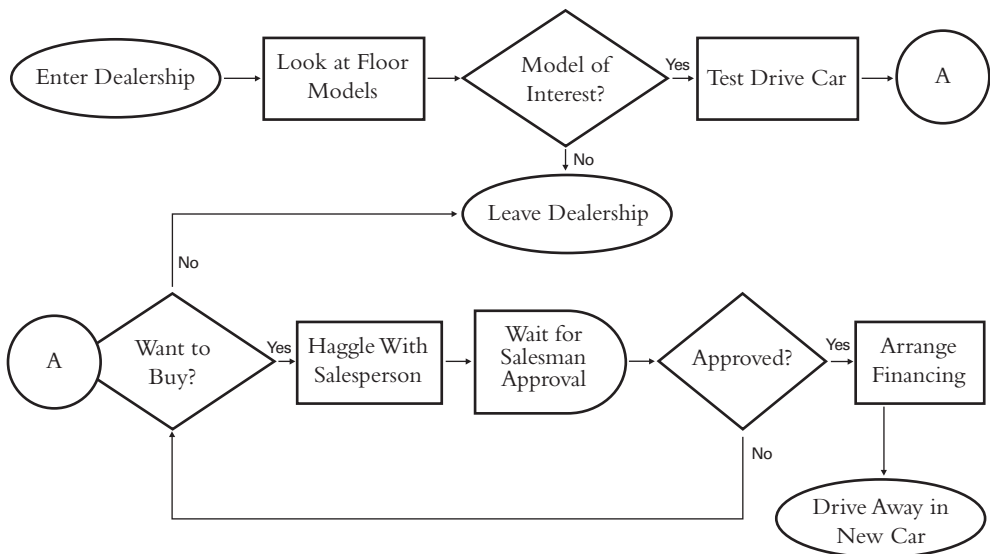 Enter Dealership
Look at Floor
Models
Model of
Interest?
Yes
Test Drive Car
A
No
Leave Dealership
No
A
Want to
Buy?
Yes
Haggle With
Salesperson
Wait for
Salesman
Approval
Approved?
Yes
Arrange
Financing
No
Drive Away in
New Car